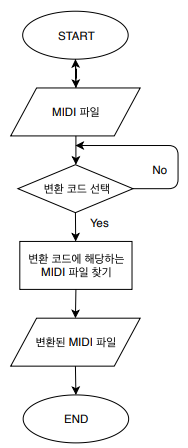 START
MIDI 파일
변환 코드 선택
No
Yes
변환 코드에 해당하는
MIDI 파일 찾기
변환된 MIDI 파일
END